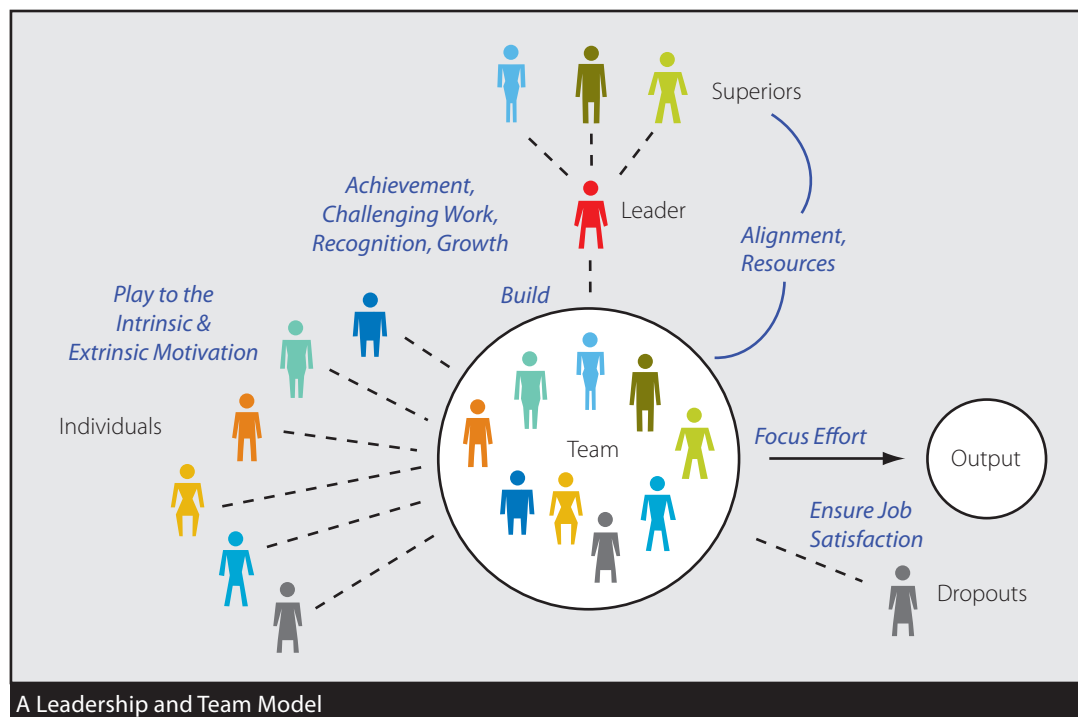 Superiors
Achievement,
Challenging Work,
Recognition, Growth
Leader
Alignment,
Resources
Play to the
Intrinsic &
Extrinsic Motivation
Build
Individuals
Team
Focus Effort
Output
Ensure Job
Satisfaction
Dropouts
A Leadership and Team Model